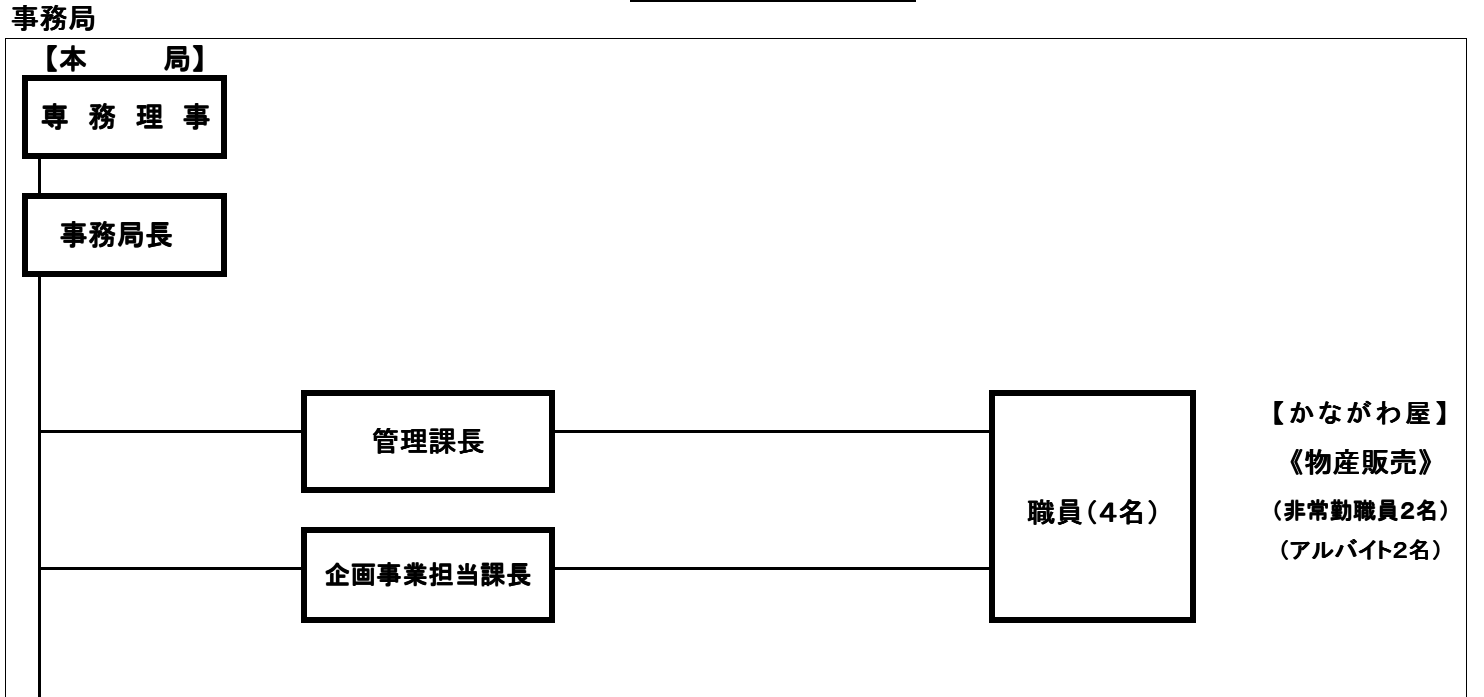 事務局
【本　　局】
専 務 理 事
事務局長
管理課長
企画事業担当課長
職員(４名)
【かながわ屋】
《物産販売》
(非常勤職員２名)
(アルバイト２名)